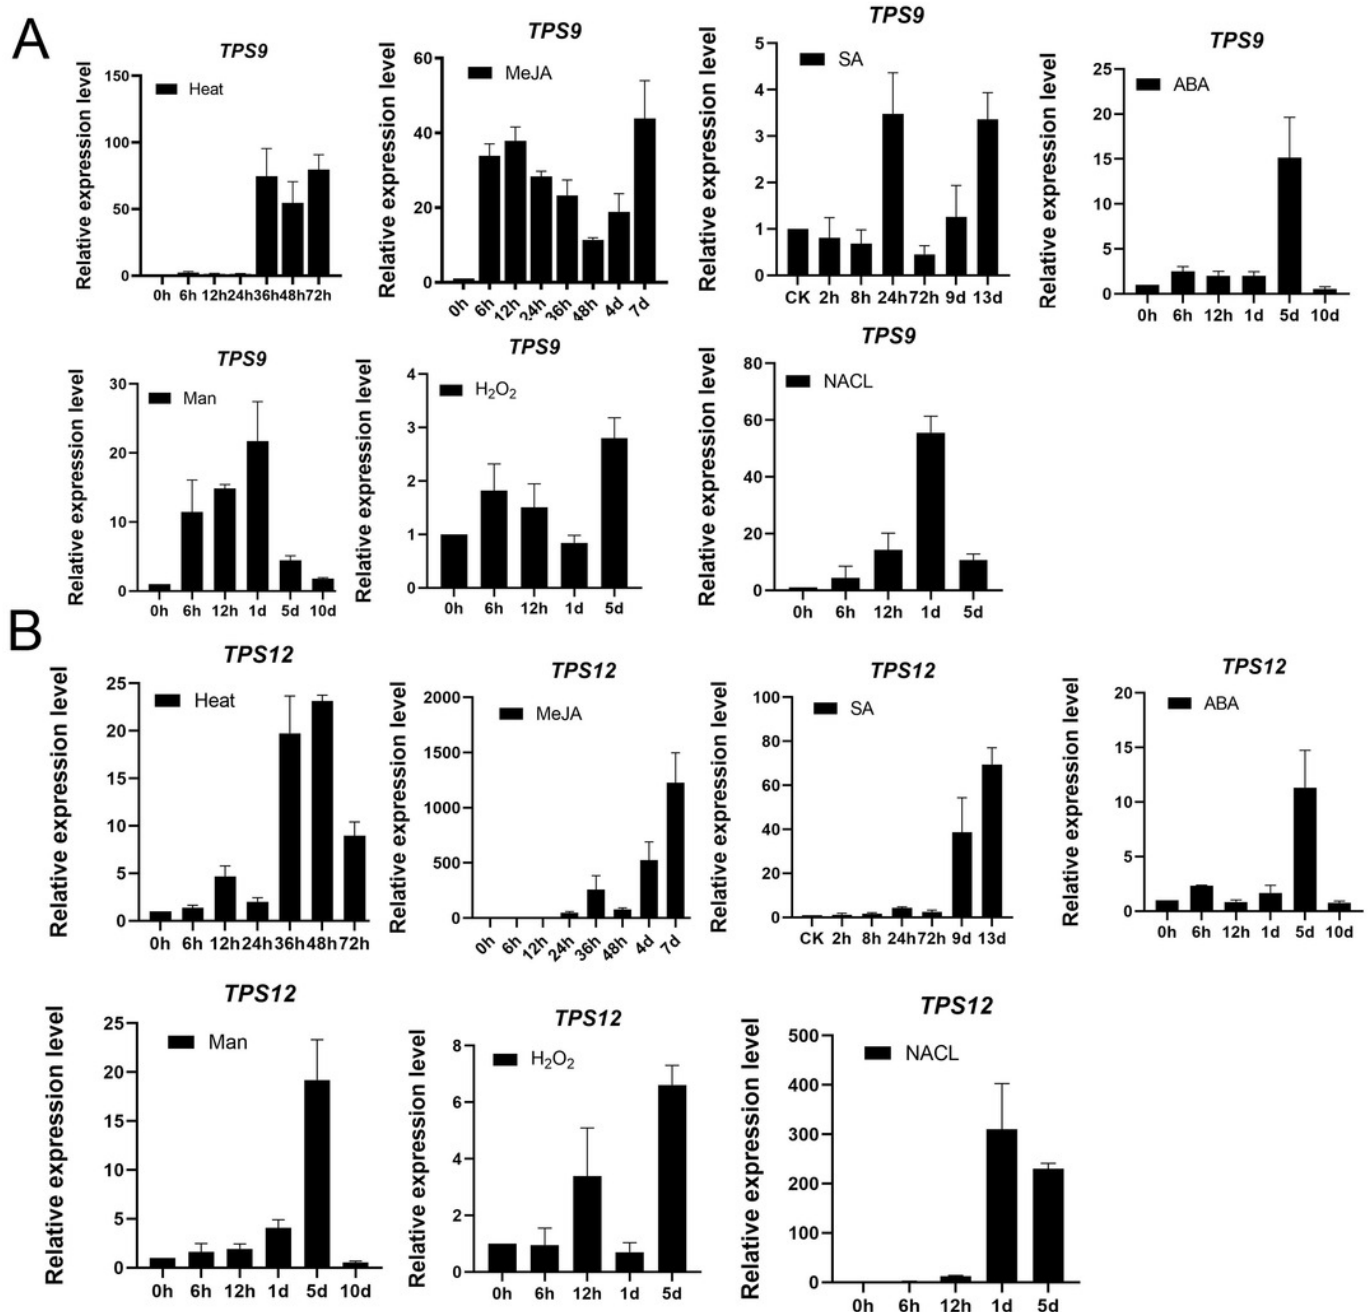 A
TPS9
Relative expression level
Heat
150
100
50
0
0h 6h 12h 24h 36h 48h 72h
TPS9
Relative expression level
MeJA
60
40
20
0
0h 6h 12h 24h 36h 48h 4d 7d
TPS9
Relative expression level
SA
5
4
3
2
1
0
CK 2h 8h 24h 72h 9d 13d
TPS9
Relative expression level
ABA
25
20
15
10
5
0
0h 6h 12h 1d 5d 10d
TPS9
Relative expression level
Man
30
20
10
0
0h 6h 12h 1d 5d 10d
TPS9
Relative expression level
H₂O₂
4
3
2
1
0
0h 6h 12h 1d 5d
TPS9
Relative expression level
NACL
80
60
40
20
0
0h 6h 12h 1d 5d
B
TPS12
Relative expression level
Heat
25
20
15
10
5
0
0h 6h 12h 24h 36h 48h 72h
TPS12
Relative expression level
MeJA
2000
1500
1000
500
0
0h 6h 12h 24h 36h 48h 4d 7d
TPS12
Relative expression level
SA
100
80
60
40
20
0
CK 2h 8h 24h 72h 9d 13d
TPS12
Relative expression level
ABA
20
15
10
5
0
0h 6h 12h 1d 5d 10d
TPS12
Relative expression level
Man
25
20
15
10
5
0
0h 6h 12h 1d 5d 10d
TPS12
Relative expression level
H₂O₂
8
6
4
2
0
0h 6h 12h 1d 5d
TPS12
Relative expression level
NACL
500
400
300
200
100
0
0h 6h 12h 1d 5d